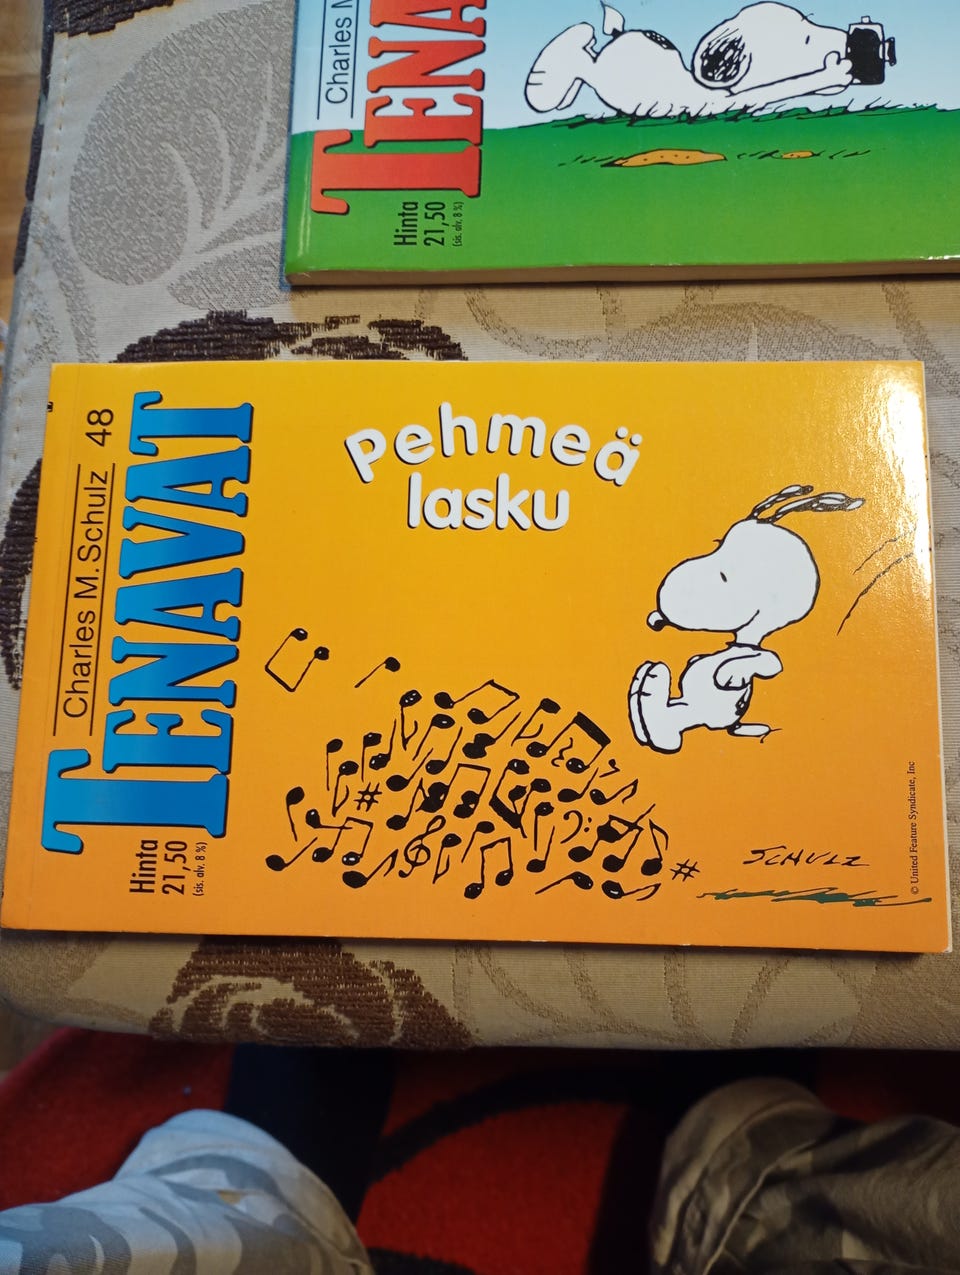 Charles M
TENA
Hinta
21,50
(sis. alv. 8 %)
Charles M. Schulz 48
TENAVAT
Hinta
21,50
(sis. alv. 8 %)
Pehmeä
lasku
SCHULZ
© United Feature Syndicate, Inc